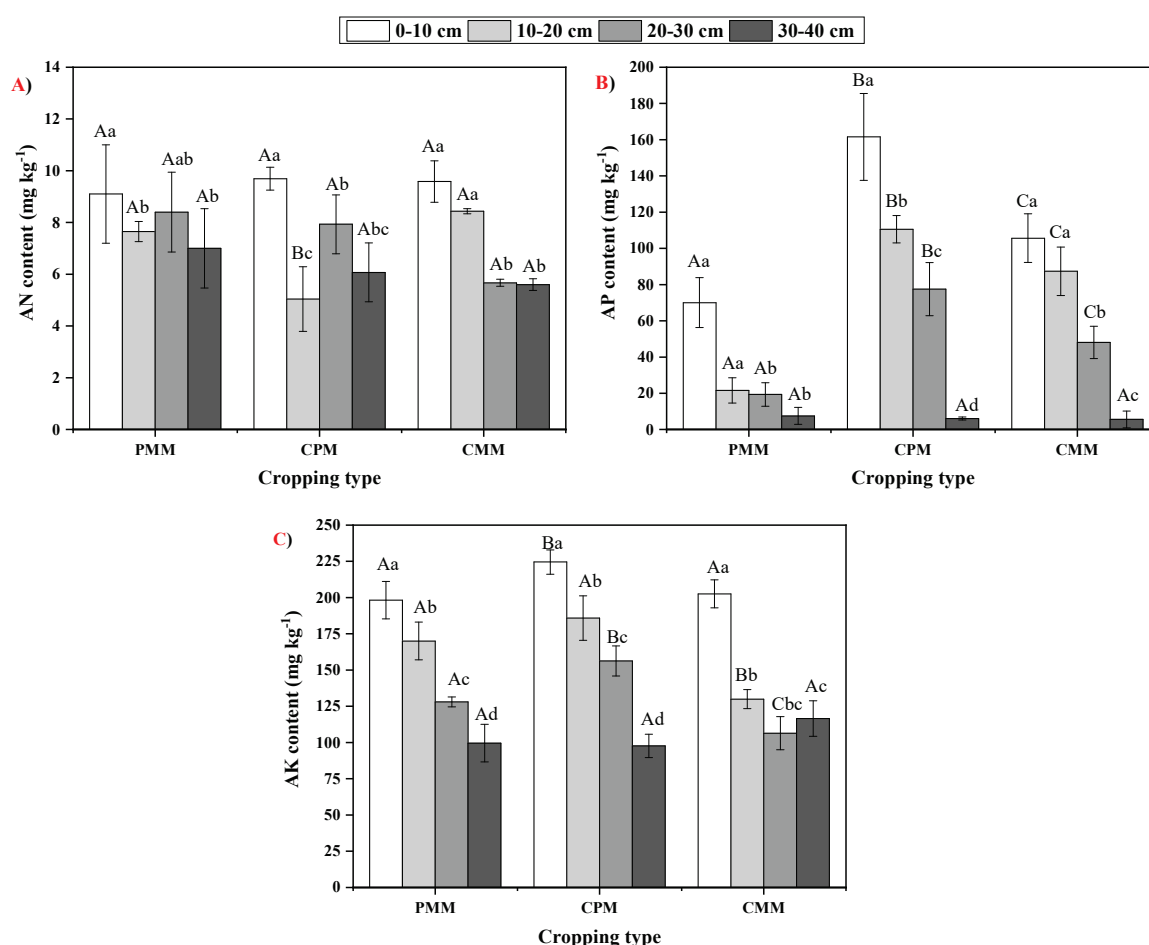 0-10 cm 10-20 cm 20-30 cm 30-40 cm
A)
AN content (mg kg⁻¹)
14
12
10
8
6
4
2
0
Aa Ab Aab Ab
Aa Bc Ab Abc
Aa Aa Ab Ab
PMM CPM CMM
Cropping type
B)
AP content (mg kg⁻¹)
200
180
160
140
120
100
80
60
40
20
0
Aa Aa Ab Ab
Ba Bb Bc Ad
Ca Ca Cb Ac
PMM CPM CMM
Cropping type
C)
AK content (mg kg⁻¹)
250
225
200
175
150
125
100
75
50
25
0
Aa Ab Ac Ad
Ba Ab Bc Ad
Aa Bb Cbc Ac
PMM CPM CMM
Cropping type